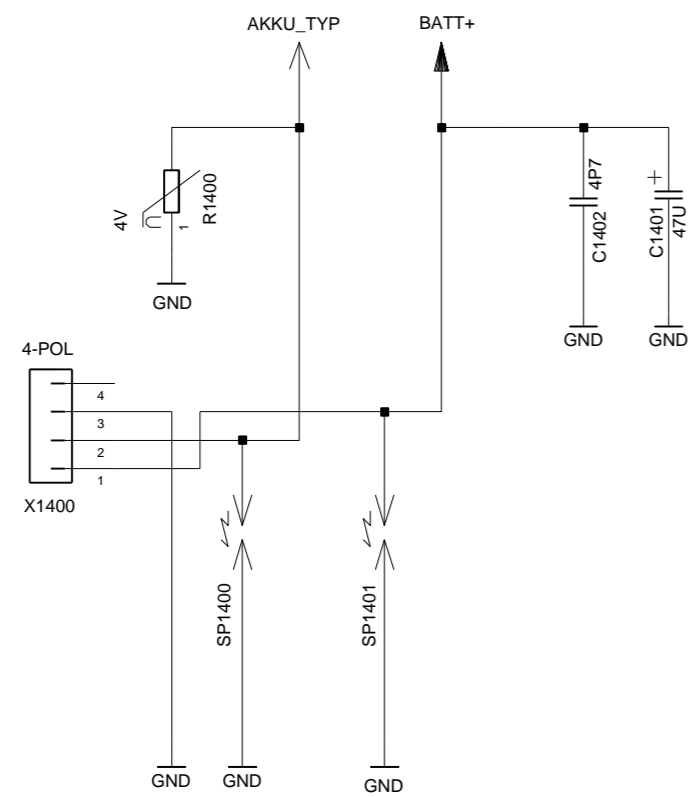 AKKU_TYP
BATT+
4V
1
R1400
GND
4P7
C1402
+
C1401
47U
GND
GND
4-POL
4
3
2
1
X1400
SP1400
SP1401
GND
GND
GND